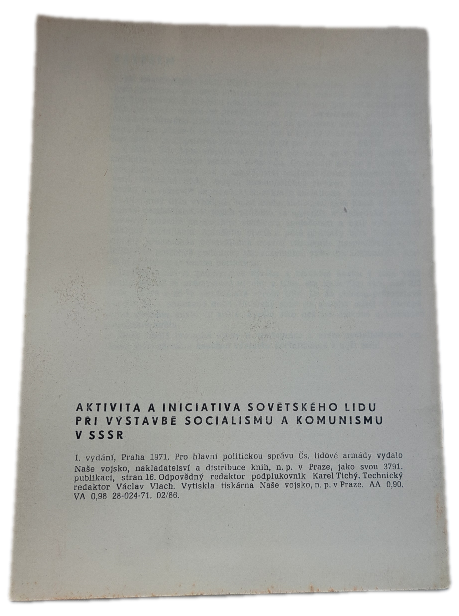 AKTIVITA A INICIATIVA SOVĚTSKÉHO LIDU
PŘI VÝSTAVBĚ SOCIALISMU A KOMUNISMU
V SSSR
I. vydání, Praha 1971. Pro hlavní politickou správu Čs. lidové armády vydalo
Naše vojsko, nakladatelství a distribuce knih, n. p. v Praze, jako svou 3791.
publikaci, stran 16. Odpovědný redaktor podplukovník Karel Tichý. Technický
redaktor Václav Vlach. Vytiskla tiskárna Naše vojsko, n. p. v Praze. AA 0,90.
VA 0,98 28-024-71. 02/66.